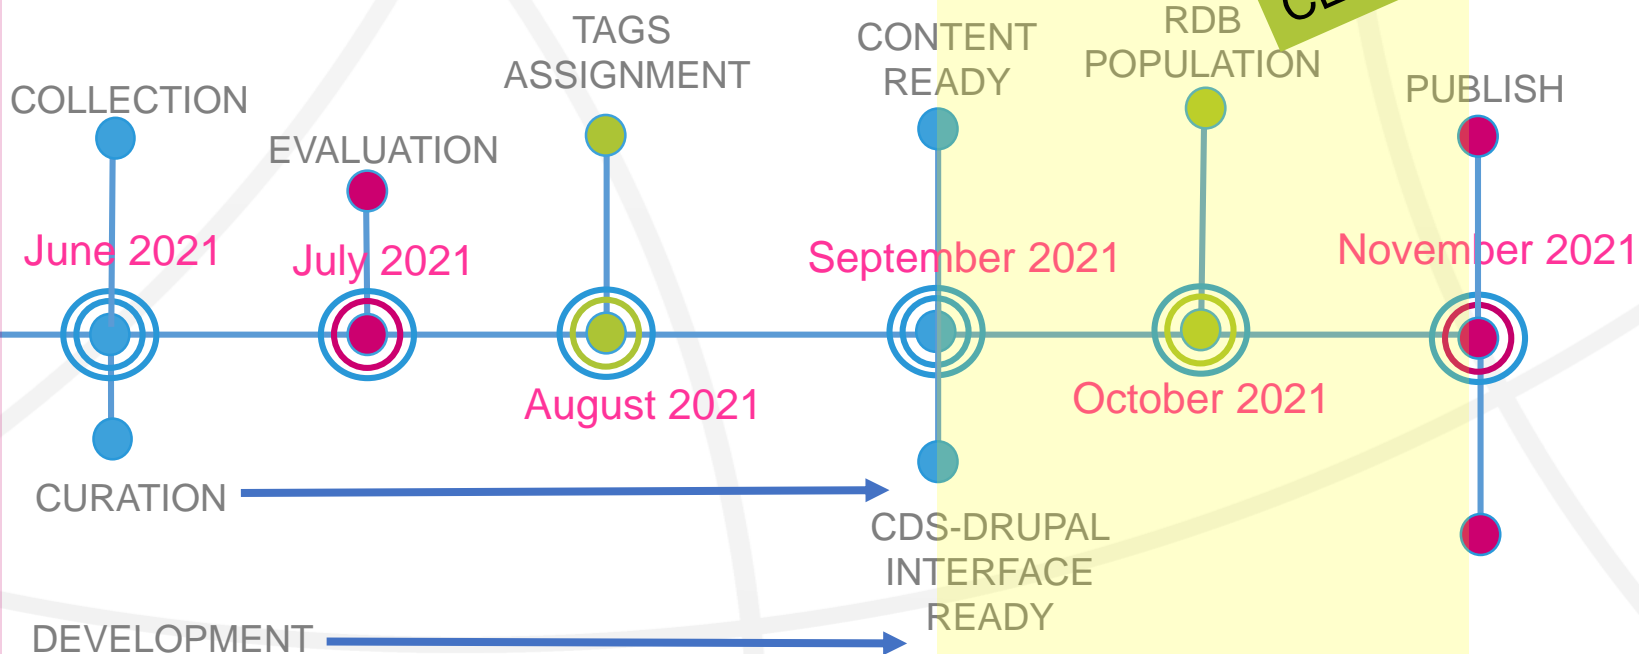 TAGS
ASSIGNMENT
CONTENT
READY
RDB
POPULATION
COLLECTION
EVALUATION
PUBLISH
June 2021
July 2021
September 2021
November 2021
August 2021
October 2021
CURATION
CDS-DRUPAL
INTERFACE
READY
DEVELOPMENT